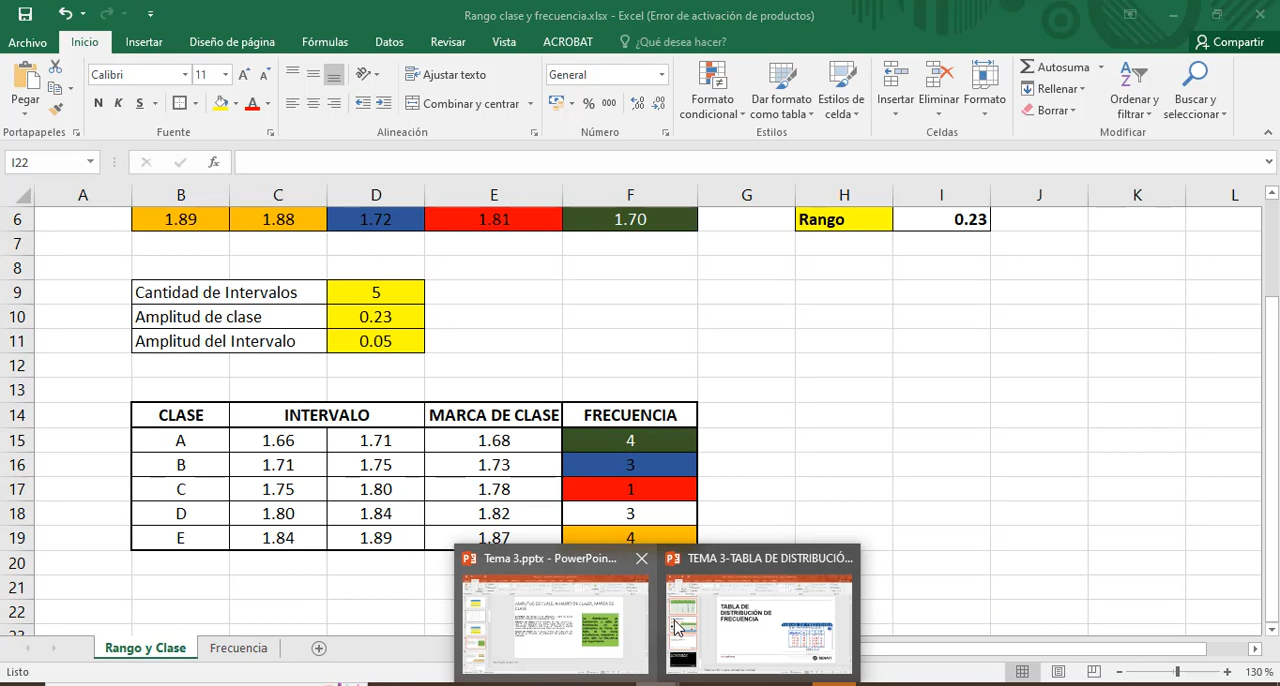 Rango clase y frecuencia.xlsx - Excel (Error de activación de productos)
Archivo Inicio Insertar Diseño de página Fórmulas Datos Revisar Vista ACROBAT ¿Qué desea hacer? Compartir
Pegar
Calibri 11
N K S
Ajustar texto
Combinar y centrar
General
% 000
Formato condicional
Dar formato como tabla
Estilos de celda
Insertar Eliminar Formato
Autosuma
Rellenar
Borrar
Ordenar y filtrar
Buscar y seleccionar
Portapapeles Fuente Alineación Número Estilos Celdas Modificar
I22 fx
A B C D E F G H I J K L
6 1.89 1.88 1.72 1.81 1.70 Rango 0.23
7
8
9 Cantidad de Intervalos 5
10 Amplitud de clase 0.23
11 Amplitud del Intervalo 0.05
12
13
14 CLASE INTERVALO MARCA DE CLASE FRECUENCIA
15 A 1.66 1.71 1.68 4
16 B 1.71 1.75 1.73 3
17 C 1.75 1.80 1.78 1
18 D 1.80 1.84 1.82 3
19 E 1.84 1.89 1.87 4
20
21
22
Tema 3.pptx - PowerPoin...
TEMA 3-TABLA DE DISTRIBUCIÓ...
TABLA DE
DISTRIBUCIÓN DE
FRECUENCIA
SENATI
Rango y Clase Frecuencia
Listo 130 %